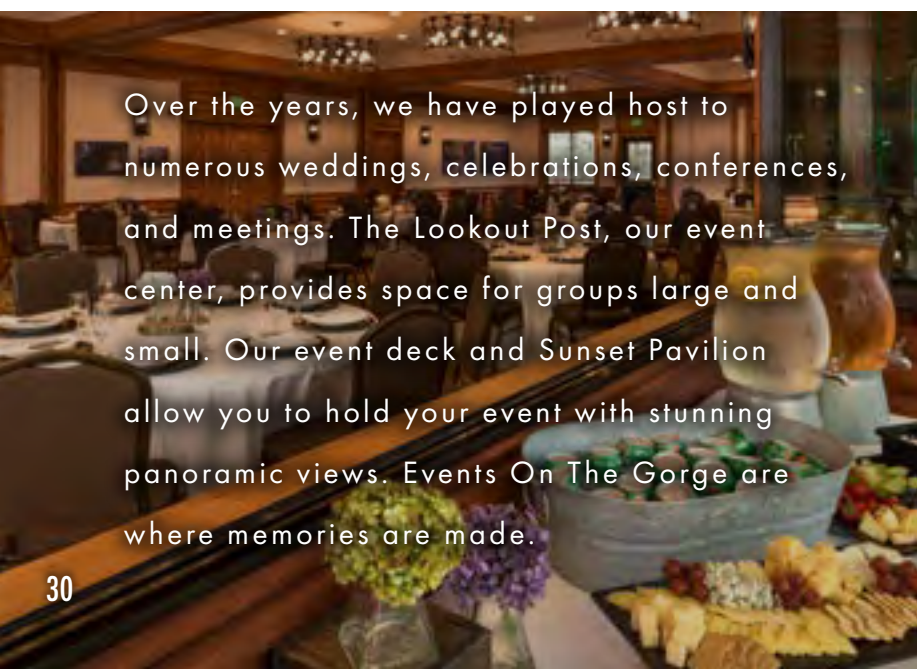 Over the years, we have played host to
numerous weddings, celebrations, conferences,
and meetings. The Lookout Post, our event
center, provides space for groups large and
small. Our event deck and Sunset Pavilion
allow you to hold your event with stunning
panoramic views. Events On The Gorge are
where memories are made.
30